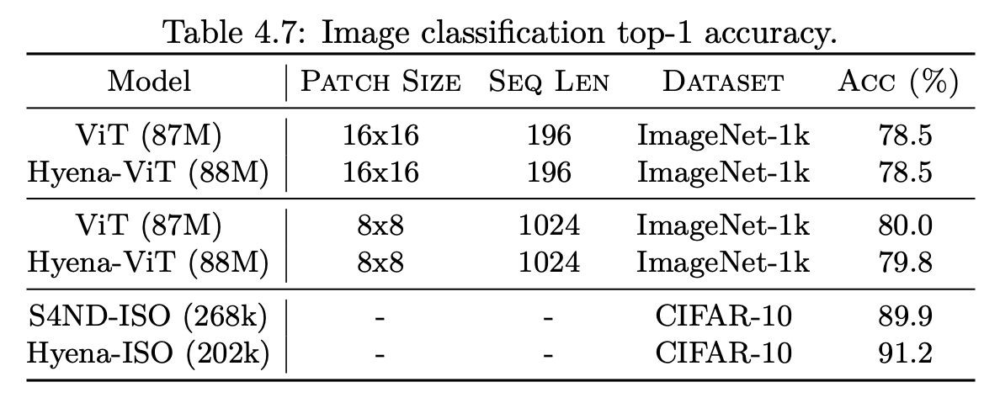 Table 4.7: Image classification top-1 accuracy.
Model PATCH SIZE SEQ LEN DATASET ACC (%)
ViT (87M) 16x16 196 ImageNet-1k 78.5
Hyena-ViT (88M) 16x16 196 ImageNet-1k 78.5
ViT (87M) 8x8 1024 ImageNet-1k 80.0
Hyena-ViT (88M) 8x8 1024 ImageNet-1k 79.8
S4ND-ISO (268k) - - CIFAR-10 89.9
Hyena-ISO (202k) - - CIFAR-10 91.2